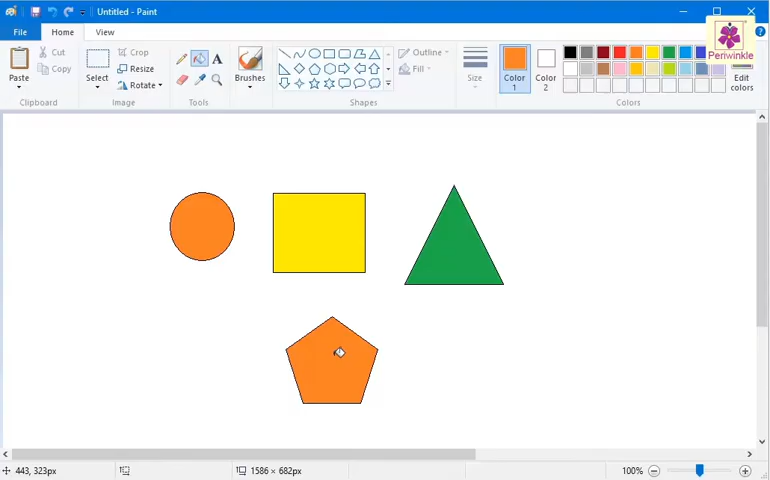 Untitled - Paint
File Home View
Paste
Cut
Copy
Clipboard
Select
Crop
Resize
Rotate
Image
A
Tools
Brushes
Outline
Fill
Shapes
Size
Color 1
Color 2
Edit colors
Colors
Periwinkle
443, 323px
1586 × 682px
100%